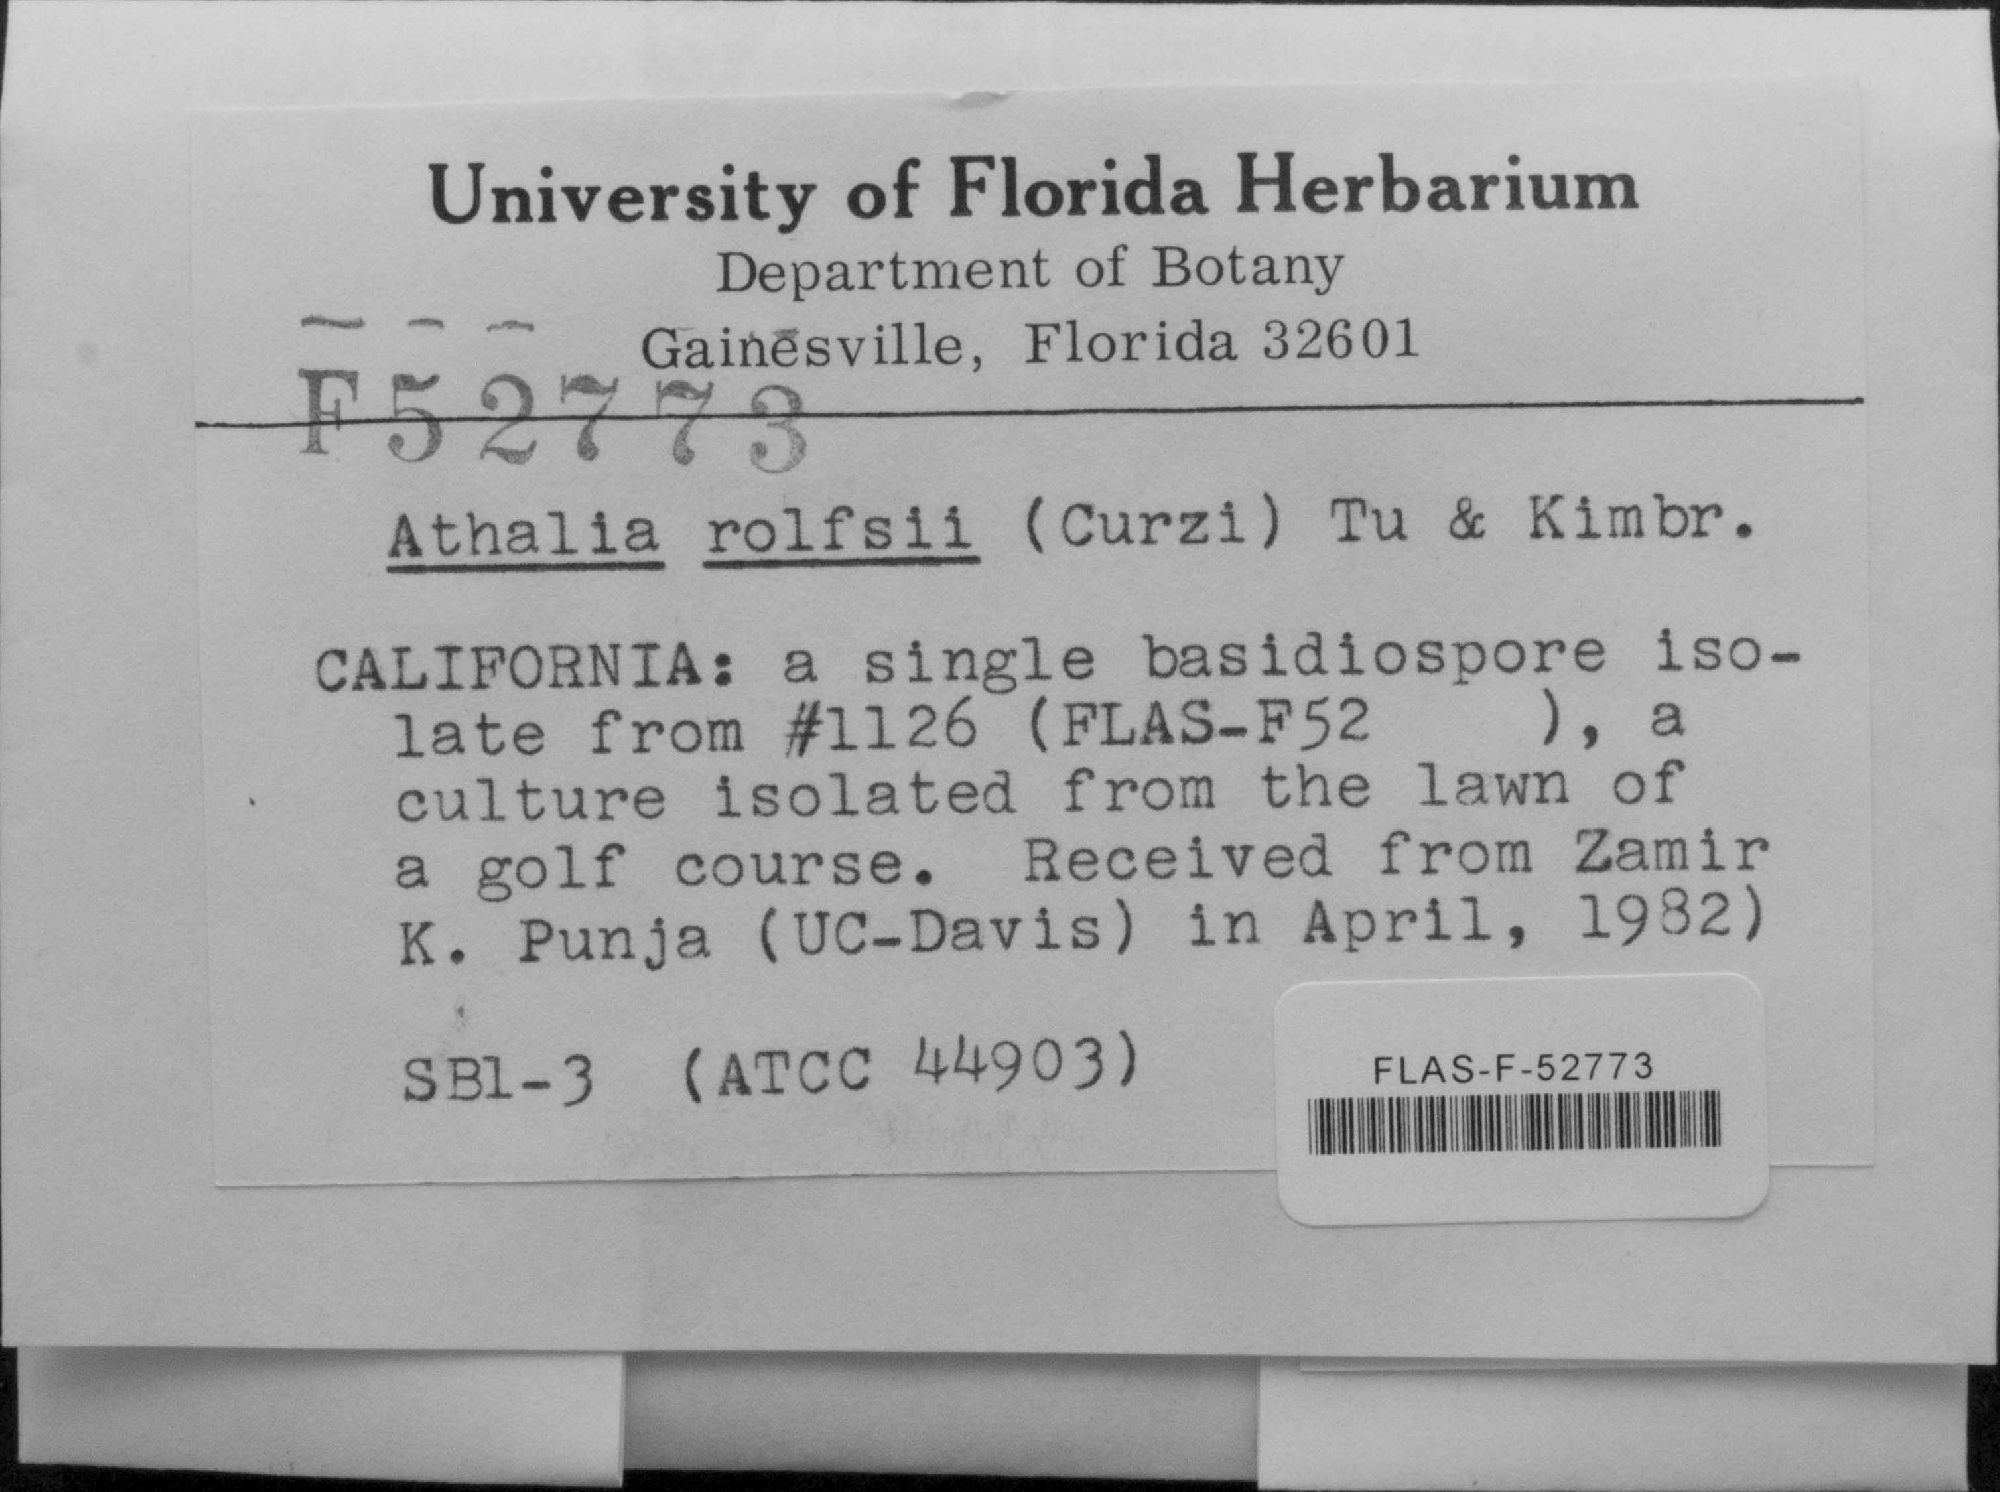 University of Florida Herbarium
Department of Botany
Gainesville, Florida 32601
F52773
Athalia rolfsii (Curzi) Tu & Kimbr.
CALIFORNIA: a single basidiospore iso-
late from #1126 (FLAS-F52    ), a
culture isolated from the lawn of
a golf course. Received from Zamir
K. Punja (UC-Davis) in April, 1982)
SB1-3 (ATCC 44903)
FLAS-F-52773